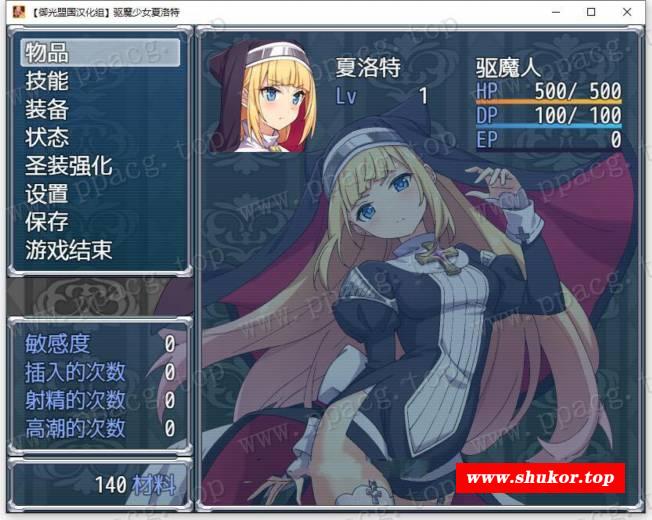 【御光盟国汉化组】驱魔少女夏洛特
物品
技能
装备
状态
圣装强化
设置
保存
游戏结束
夏洛特
Lv 1
驱魔人
HP 500/ 500
DP 100/ 100
EP 0
敏感度 0
插入的次数 0
射精的次数 0
高潮的次数 0
140 材料
www.ppacg.top
www.shukor.top